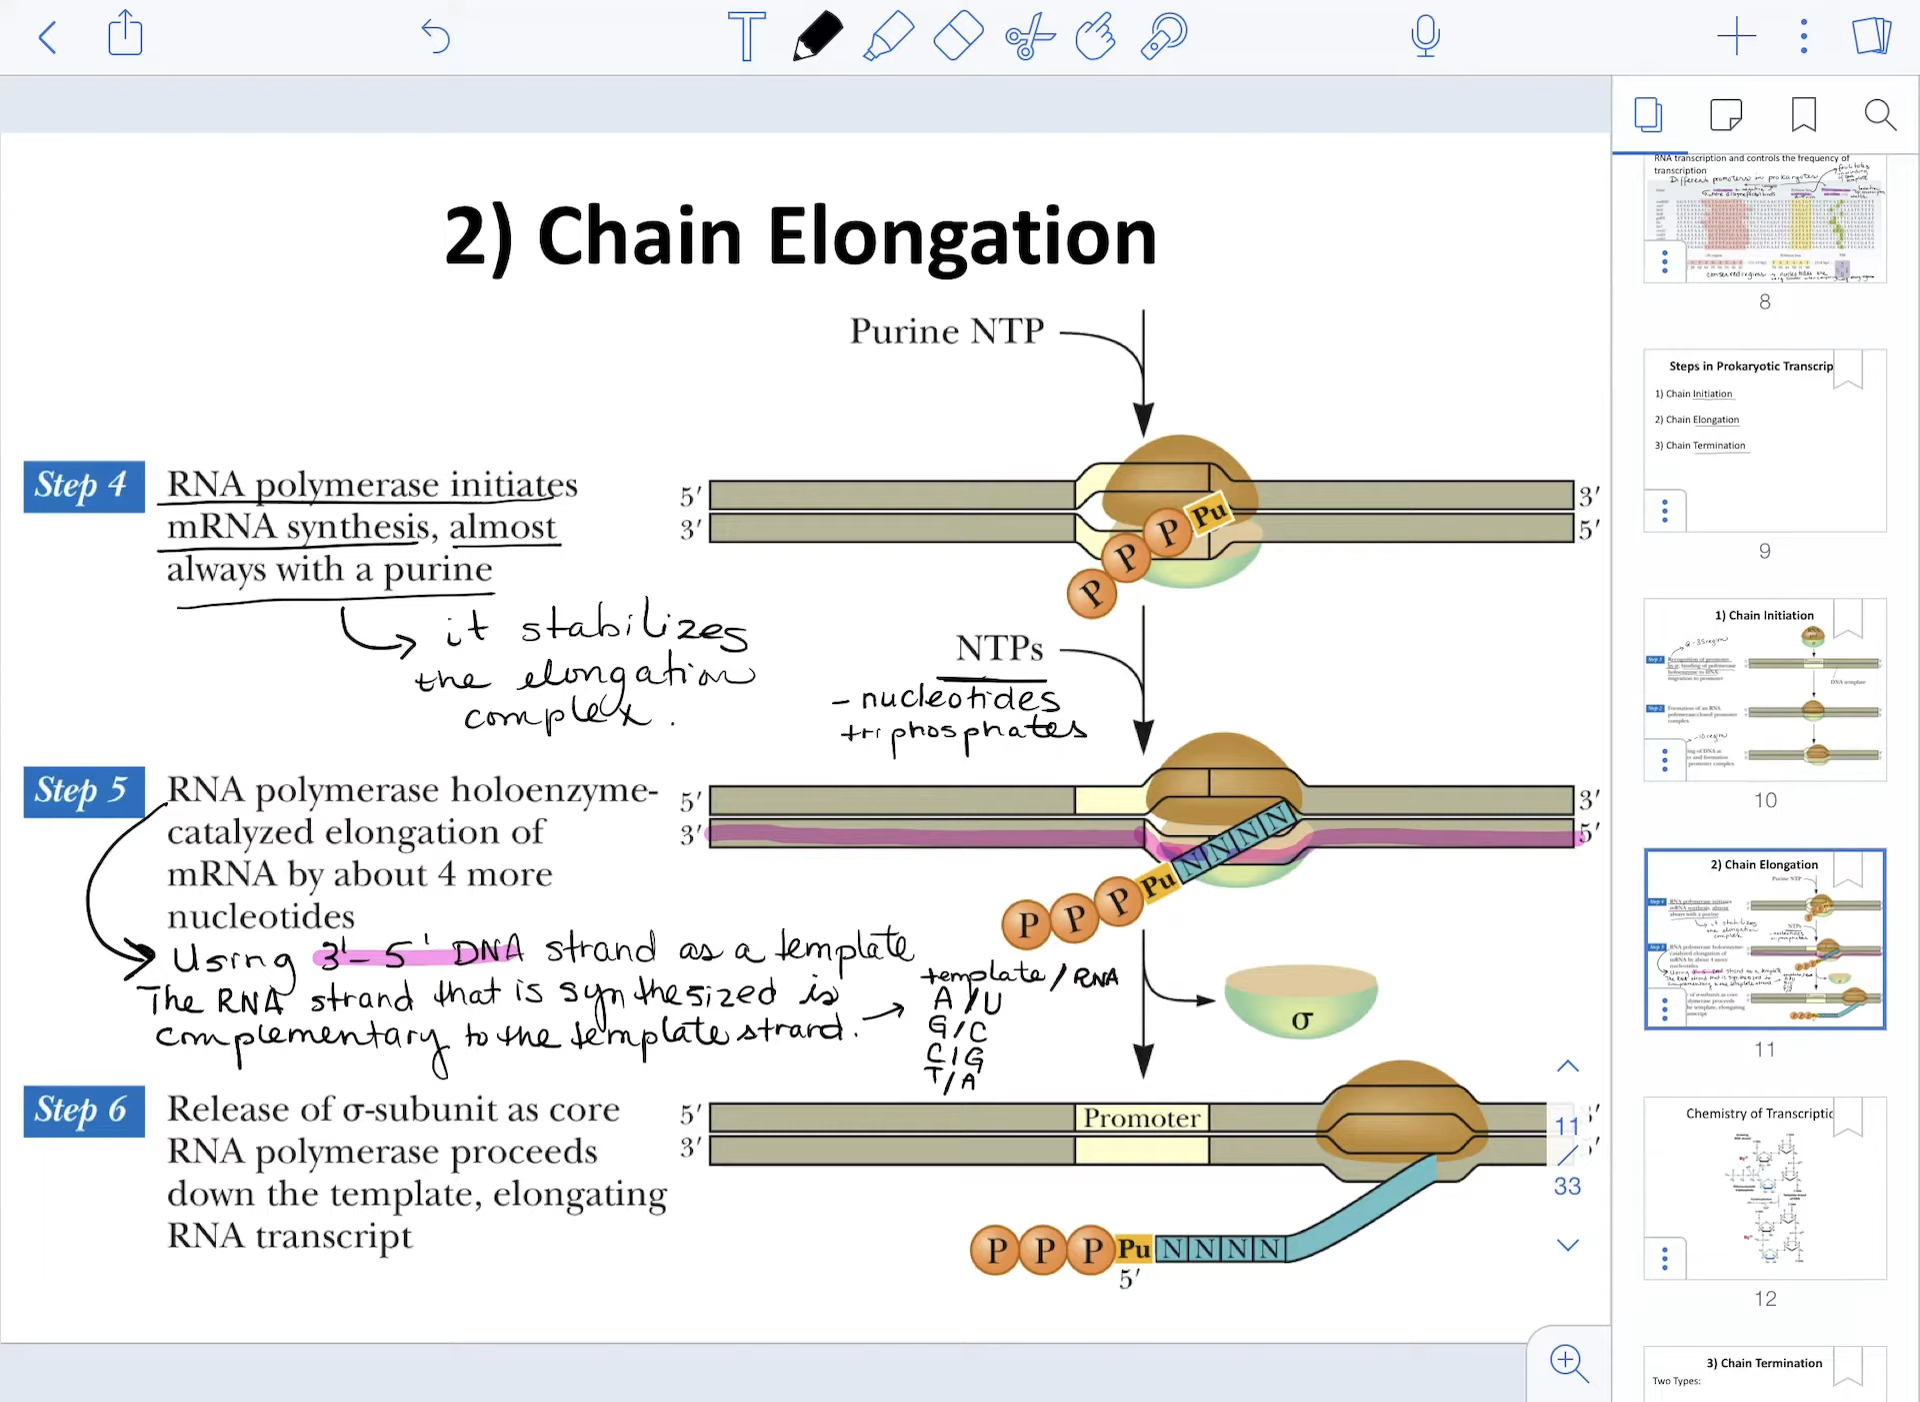 2) Chain Elongation
Purine NTP
Step 4
RNA polymerase initiates
mRNA synthesis, almost
always with a purine
5′
3′
3′
5′
Pu
P
P
P
it stabilizes
the elongation
complex.
NTPs
- nucleotides
triphosphates
Step 5
RNA polymerase holoenzyme-
catalyzed elongation of
mRNA by about 4 more
nucleotides
5′
3′
3′
5′
P P P Pu N N N N
Using 3'- 5' DNA strand as a template
The RNA strand that is synthesized is
complementary to the template strand.
template / RNA
A / U
G / C
C / G
T / A
σ
Step 6
Release of σ-subunit as core
RNA polymerase proceeds
down the template, elongating
RNA transcript
5′
Promoter
3′
P P P Pu N N N N
5′
11
33
RNA transcription and controls the frequency of
transcription
Different promoters in prokaryotes
8
Steps in Prokaryotic Transcrip
1) Chain Initiation
2) Chain Elongation
3) Chain Termination
9
1) Chain Initiation
10
2) Chain Elongation
11
Chemistry of Transcriptic
12
3) Chain Termination
Two Types: